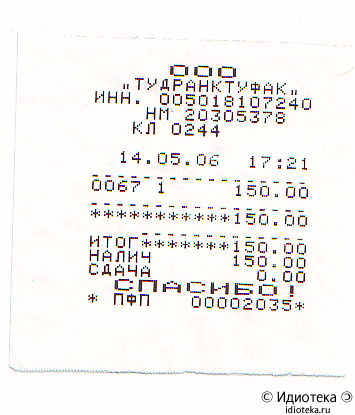 ООО
„ТУДРАНКТУФАК„
ИНН. 005018107240
НМ 20305378
КЛ 0244
14.05.06 17:21
0067 1 150.00
***********150.00
ИТОГ*******150.00
НАЛИЧ 150.00
СДАЧА 0.00
СПАСИБО!
* ПФП 00002035*
© Идиотека Э
idioteka.ru